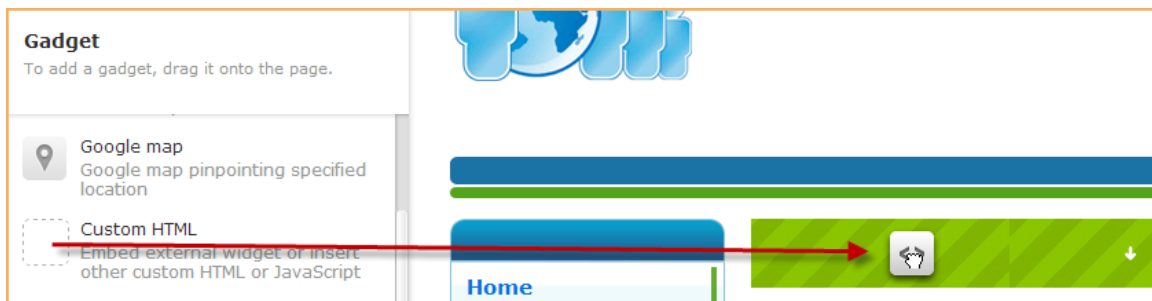 Gadget
To add a gadget, drag it onto the page.
Google map
Google map pinpointing specified
location
Custom HTML
Embed external widget or insert
other custom HTML or JavaScript
Home